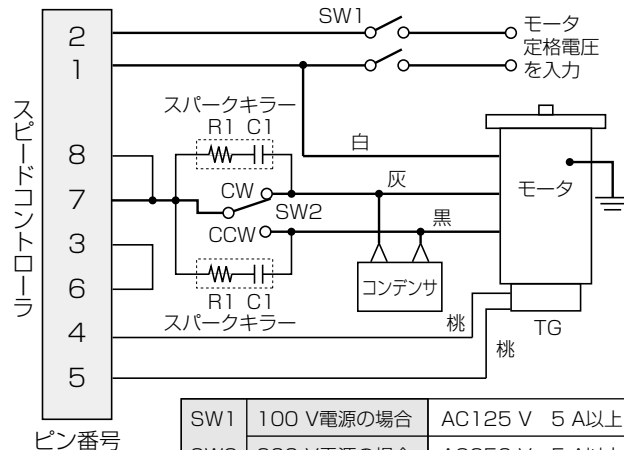 SW1
モータ
定格電圧
を入力
2
1
スピードコントローラ
スパークキラー
R1 C1
白
8
灰
モータ
7
CW
SW2
黒
CCW
3
コンデンサ
6
R1 C1
スパークキラー
桃
4
TG
桃
5
SW1 100 V電源の場合 AC125 V 5 A以上
ピン番号